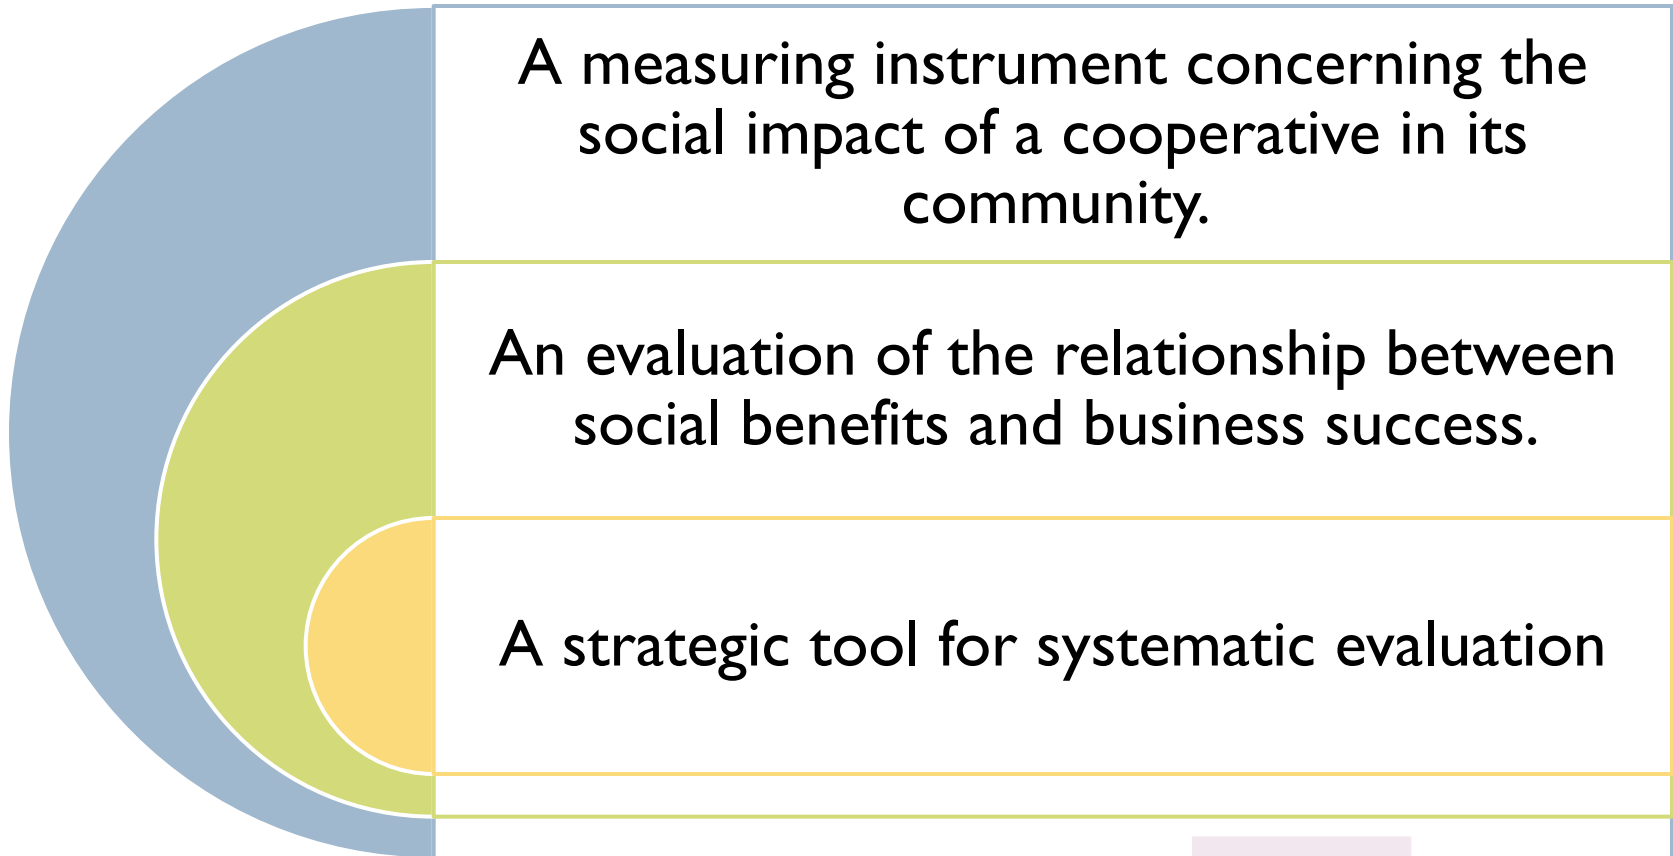 A measuring instrument concerning the
social impact of a cooperative in its
community.
An evaluation of the relationship between
social benefits and business success.
A strategic tool for systematic evaluation